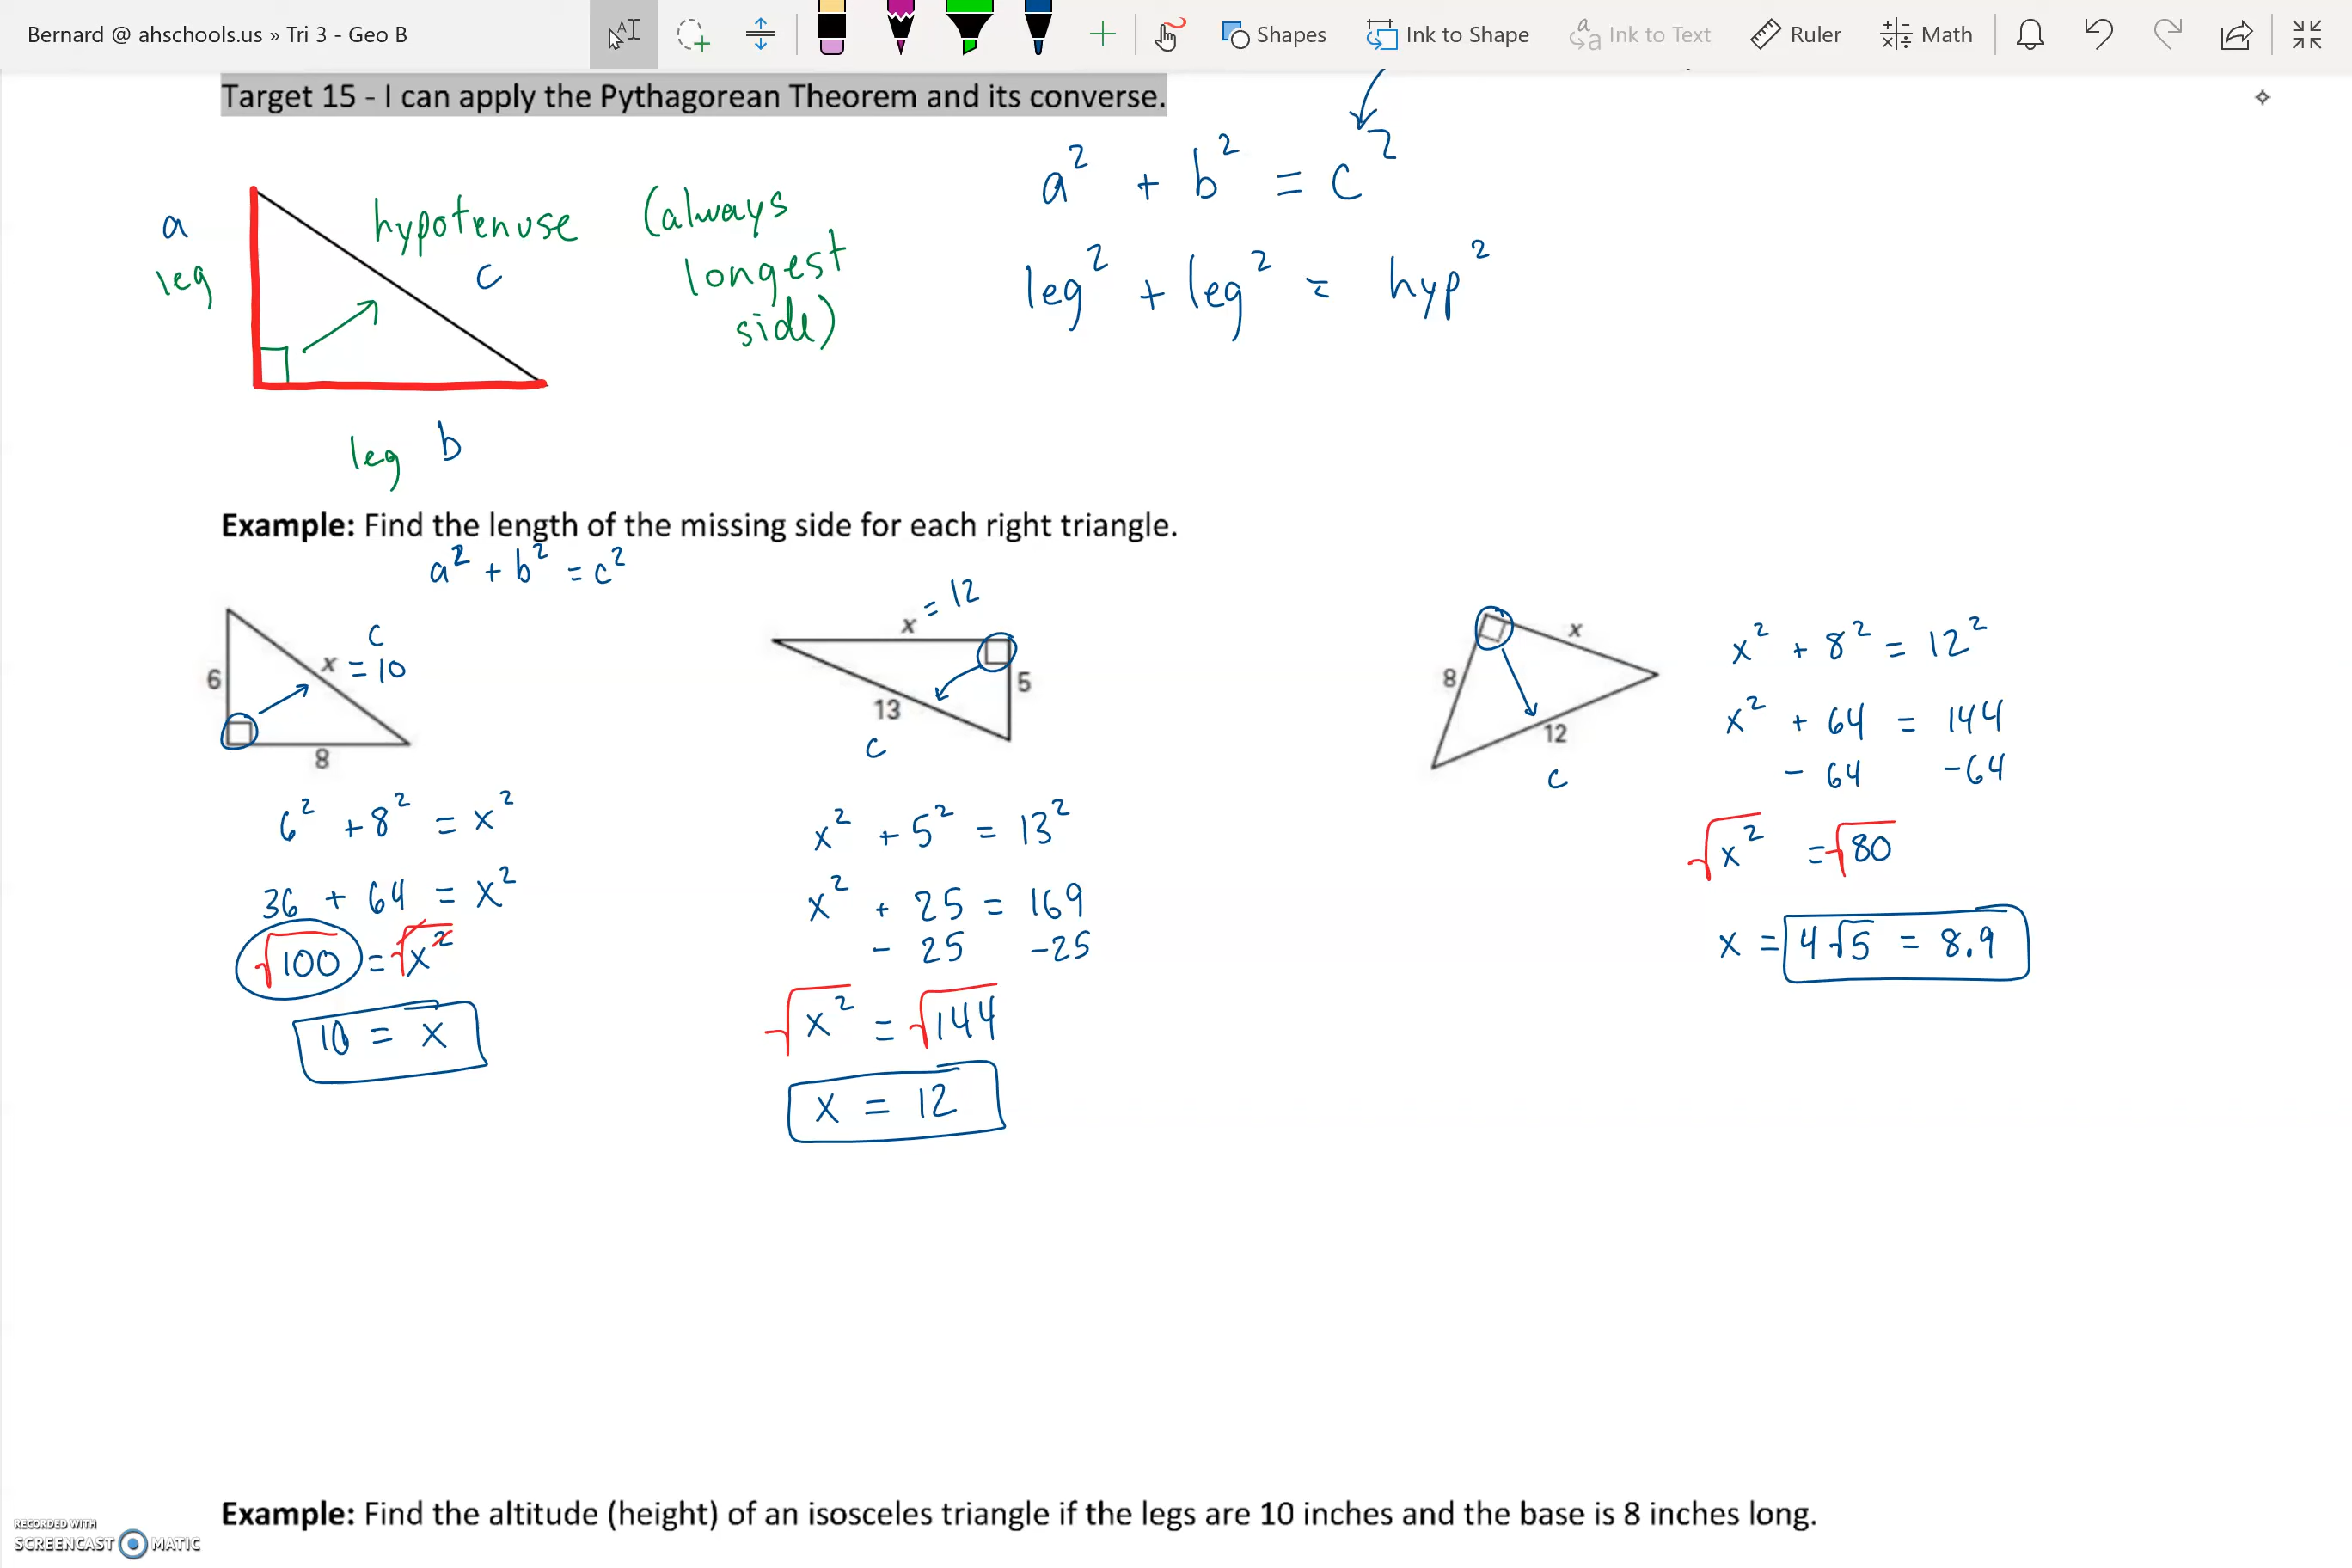 Bernard @ ahschools.us » Tri 3 - Geo B
Shapes
Ink to Shape
Ink to Text
Ruler
Math
Target 15 - I can apply the Pythagorean Theorem and its converse.
a² + b² = c²
leg² + leg² = hyp²
a
leg
hypotenuse
c
(always
longest
side)
leg b
Example: Find the length of the missing side for each right triangle.
a² + b² = c²
6
c
x = 10
8
6² + 8² = x²
36 + 64 = x²
√100 = √x²
10 = x
x = 12
5
13
c
x² + 5² = 13²
x² + 25 = 169
- 25 -25
√x² = √144
x = 12
x
8
12
c
x² + 8² = 12²
x² + 64 = 144
- 64 -64
√x² = √80
x = 4√5 = 8.9
Example: Find the altitude (height) of an isosceles triangle if the legs are 10 inches and the base is 8 inches long.
RECORDED WITH
SCREENCAST MATIC